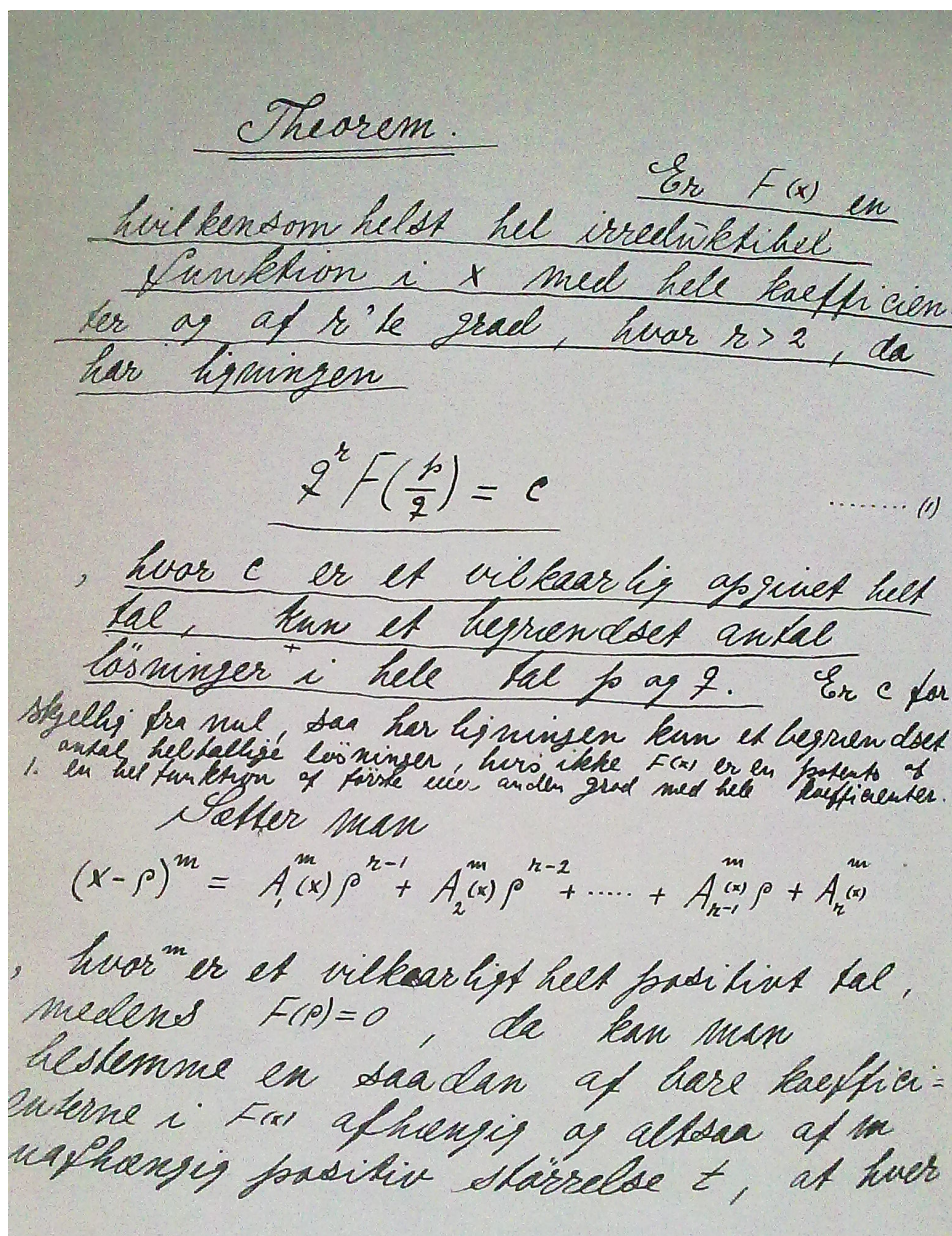 Theorem.
Er F(x) en
hvilkensomhelst hel irreduktibel
funktion i x med hele koefficien
ter og af r'te grad, hvor r > 2, da
har ligningen
q^r F(p/q) = c ........ (1)
, hvor c er et vilkaarlig opgivet helt
tal, kun et begrændset antal
lösninger + i hele tal p og q. Er c for
skjellig fra nul, saa har ligningen kun et begrændset
antal heltallige lösninger, hvis ikke F(x) er en potens af
1. en hel funktion af förste eller anden grad med hele koefficienter.
Sætter man
(x-ρ)^m = A_1^m(x) ρ^{r-1} + A_2^m(x) ρ^{r-2} + ...... + A_{r-1}^m(x) ρ + A_r^m(x)
, hvor m er et vilkaarligt helt positivt tal,
medens F(ρ)=0, da kan man
bestemme en saadan af bare koeffici=
enterne i F(x) afhængig og altsaa af m
uafhængig positiv störrelse t, at hver